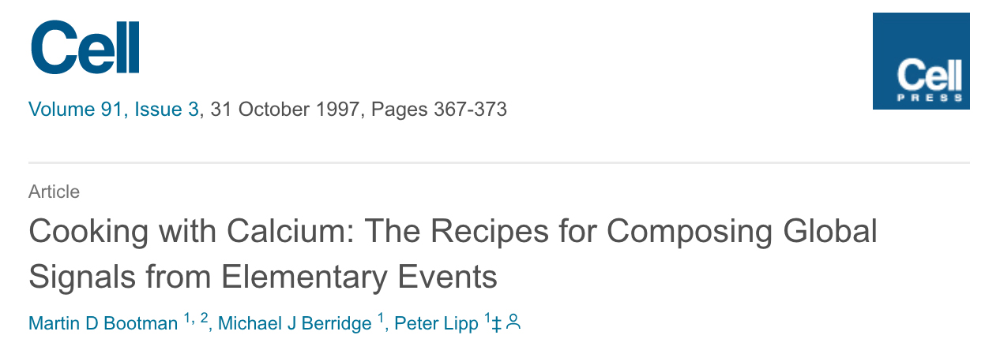 Cell
Cell
PRESS
Volume 91, Issue 3, 31 October 1997, Pages 367-373
Article
Cooking with Calcium: The Recipes for Composing Global
Signals from Elementary Events
Martin D Bootman 1, 2, Michael J Berridge 1, Peter Lipp 1‡